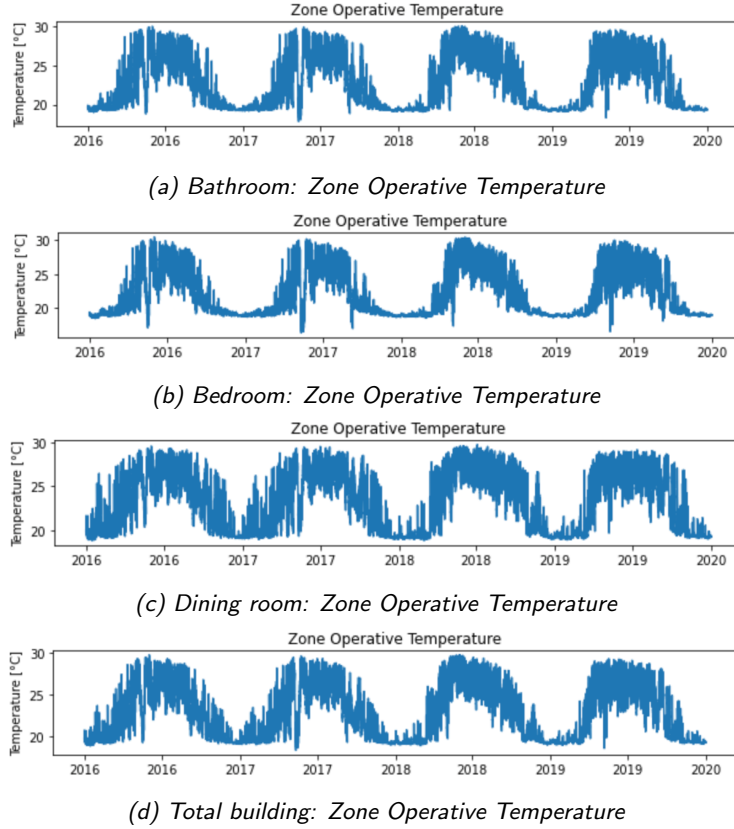 Zone Operative Temperature
Temperature [°C]
30
25
20
2016 2016 2017 2017 2018 2018 2019 2019 2020
(a) Bathroom: Zone Operative Temperature
Zone Operative Temperature
Temperature [°C]
30
25
20
2016 2016 2017 2017 2018 2018 2019 2019 2020
(b) Bedroom: Zone Operative Temperature
Zone Operative Temperature
Temperature [°C]
30
25
20
2016 2016 2017 2017 2018 2018 2019 2019 2020
(c) Dining room: Zone Operative Temperature
Zone Operative Temperature
Temperature [°C]
30
25
20
2016 2016 2017 2017 2018 2018 2019 2019 2020
(d) Total building: Zone Operative Temperature